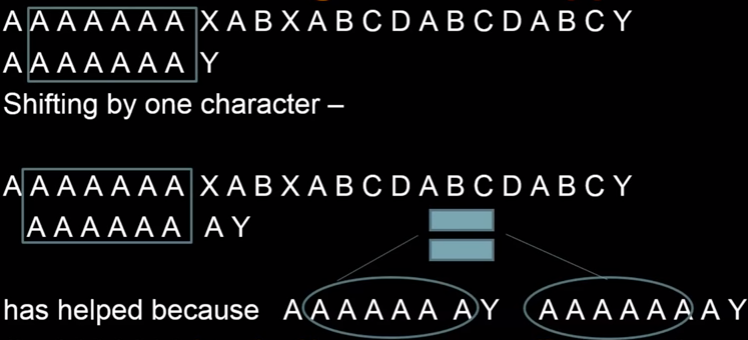 A A A A A A A X A B X A B C D A B C D A B C Y
A A A A A A A Y
Shifting by one character –
A A A A A A A X A B X A B C D A B C D A B C Y
A A A A A A A Y
has helped because A A A A A A A Y A A A A A A A Y